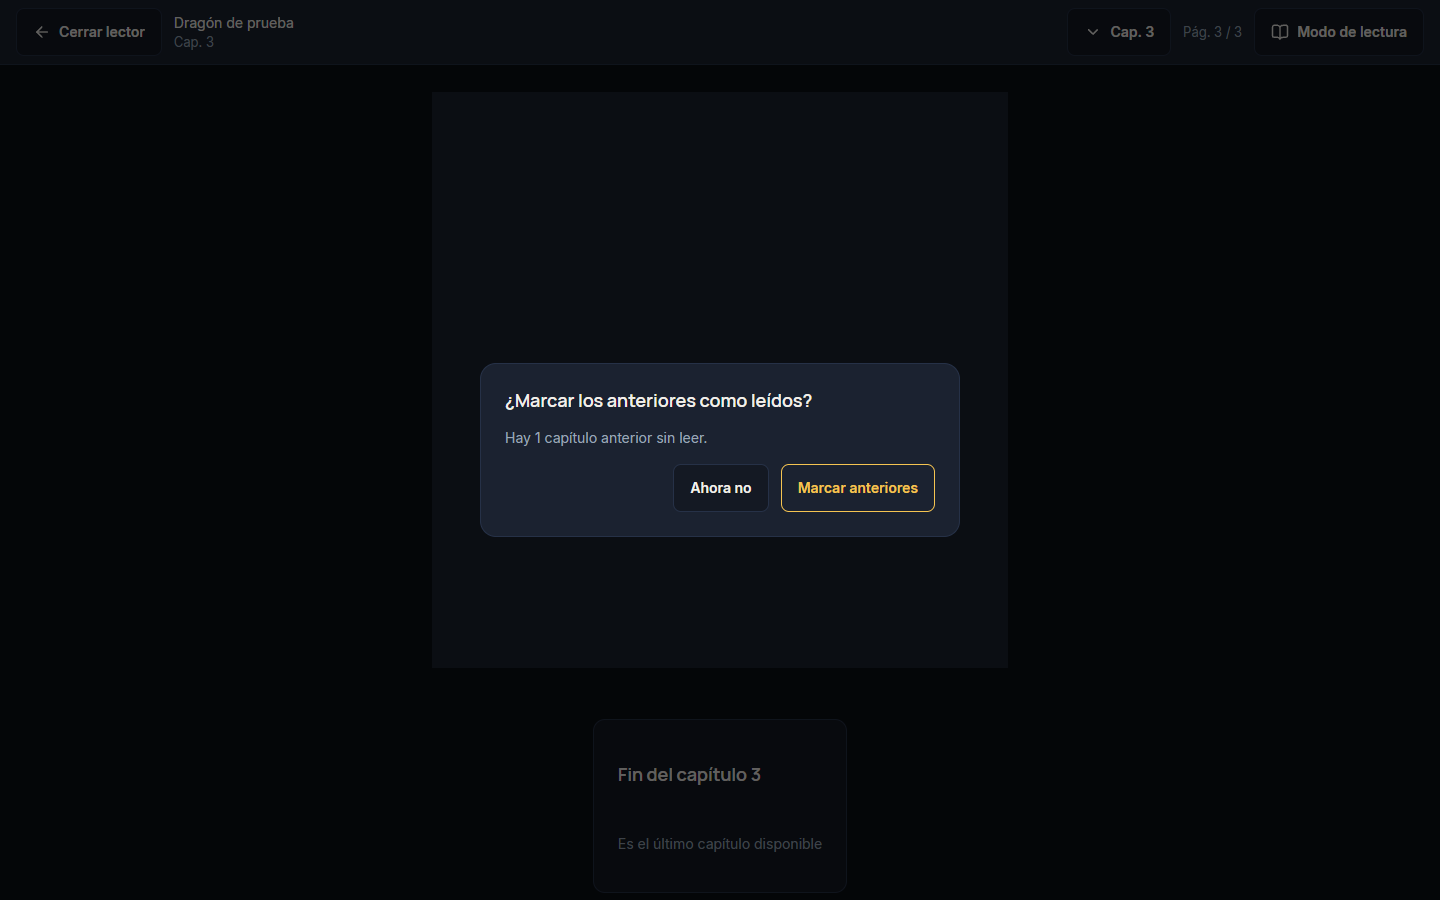 Cerrar lector
Dragón de prueba
Cap. 3
Cap. 3
Pág. 3 / 3
Modo de lectura
¿Marcar los anteriores como leídos?
Hay 1 capítulo anterior sin leer.
Ahora no
Marcar anteriores
Fin del capítulo 3
Es el último capítulo disponible